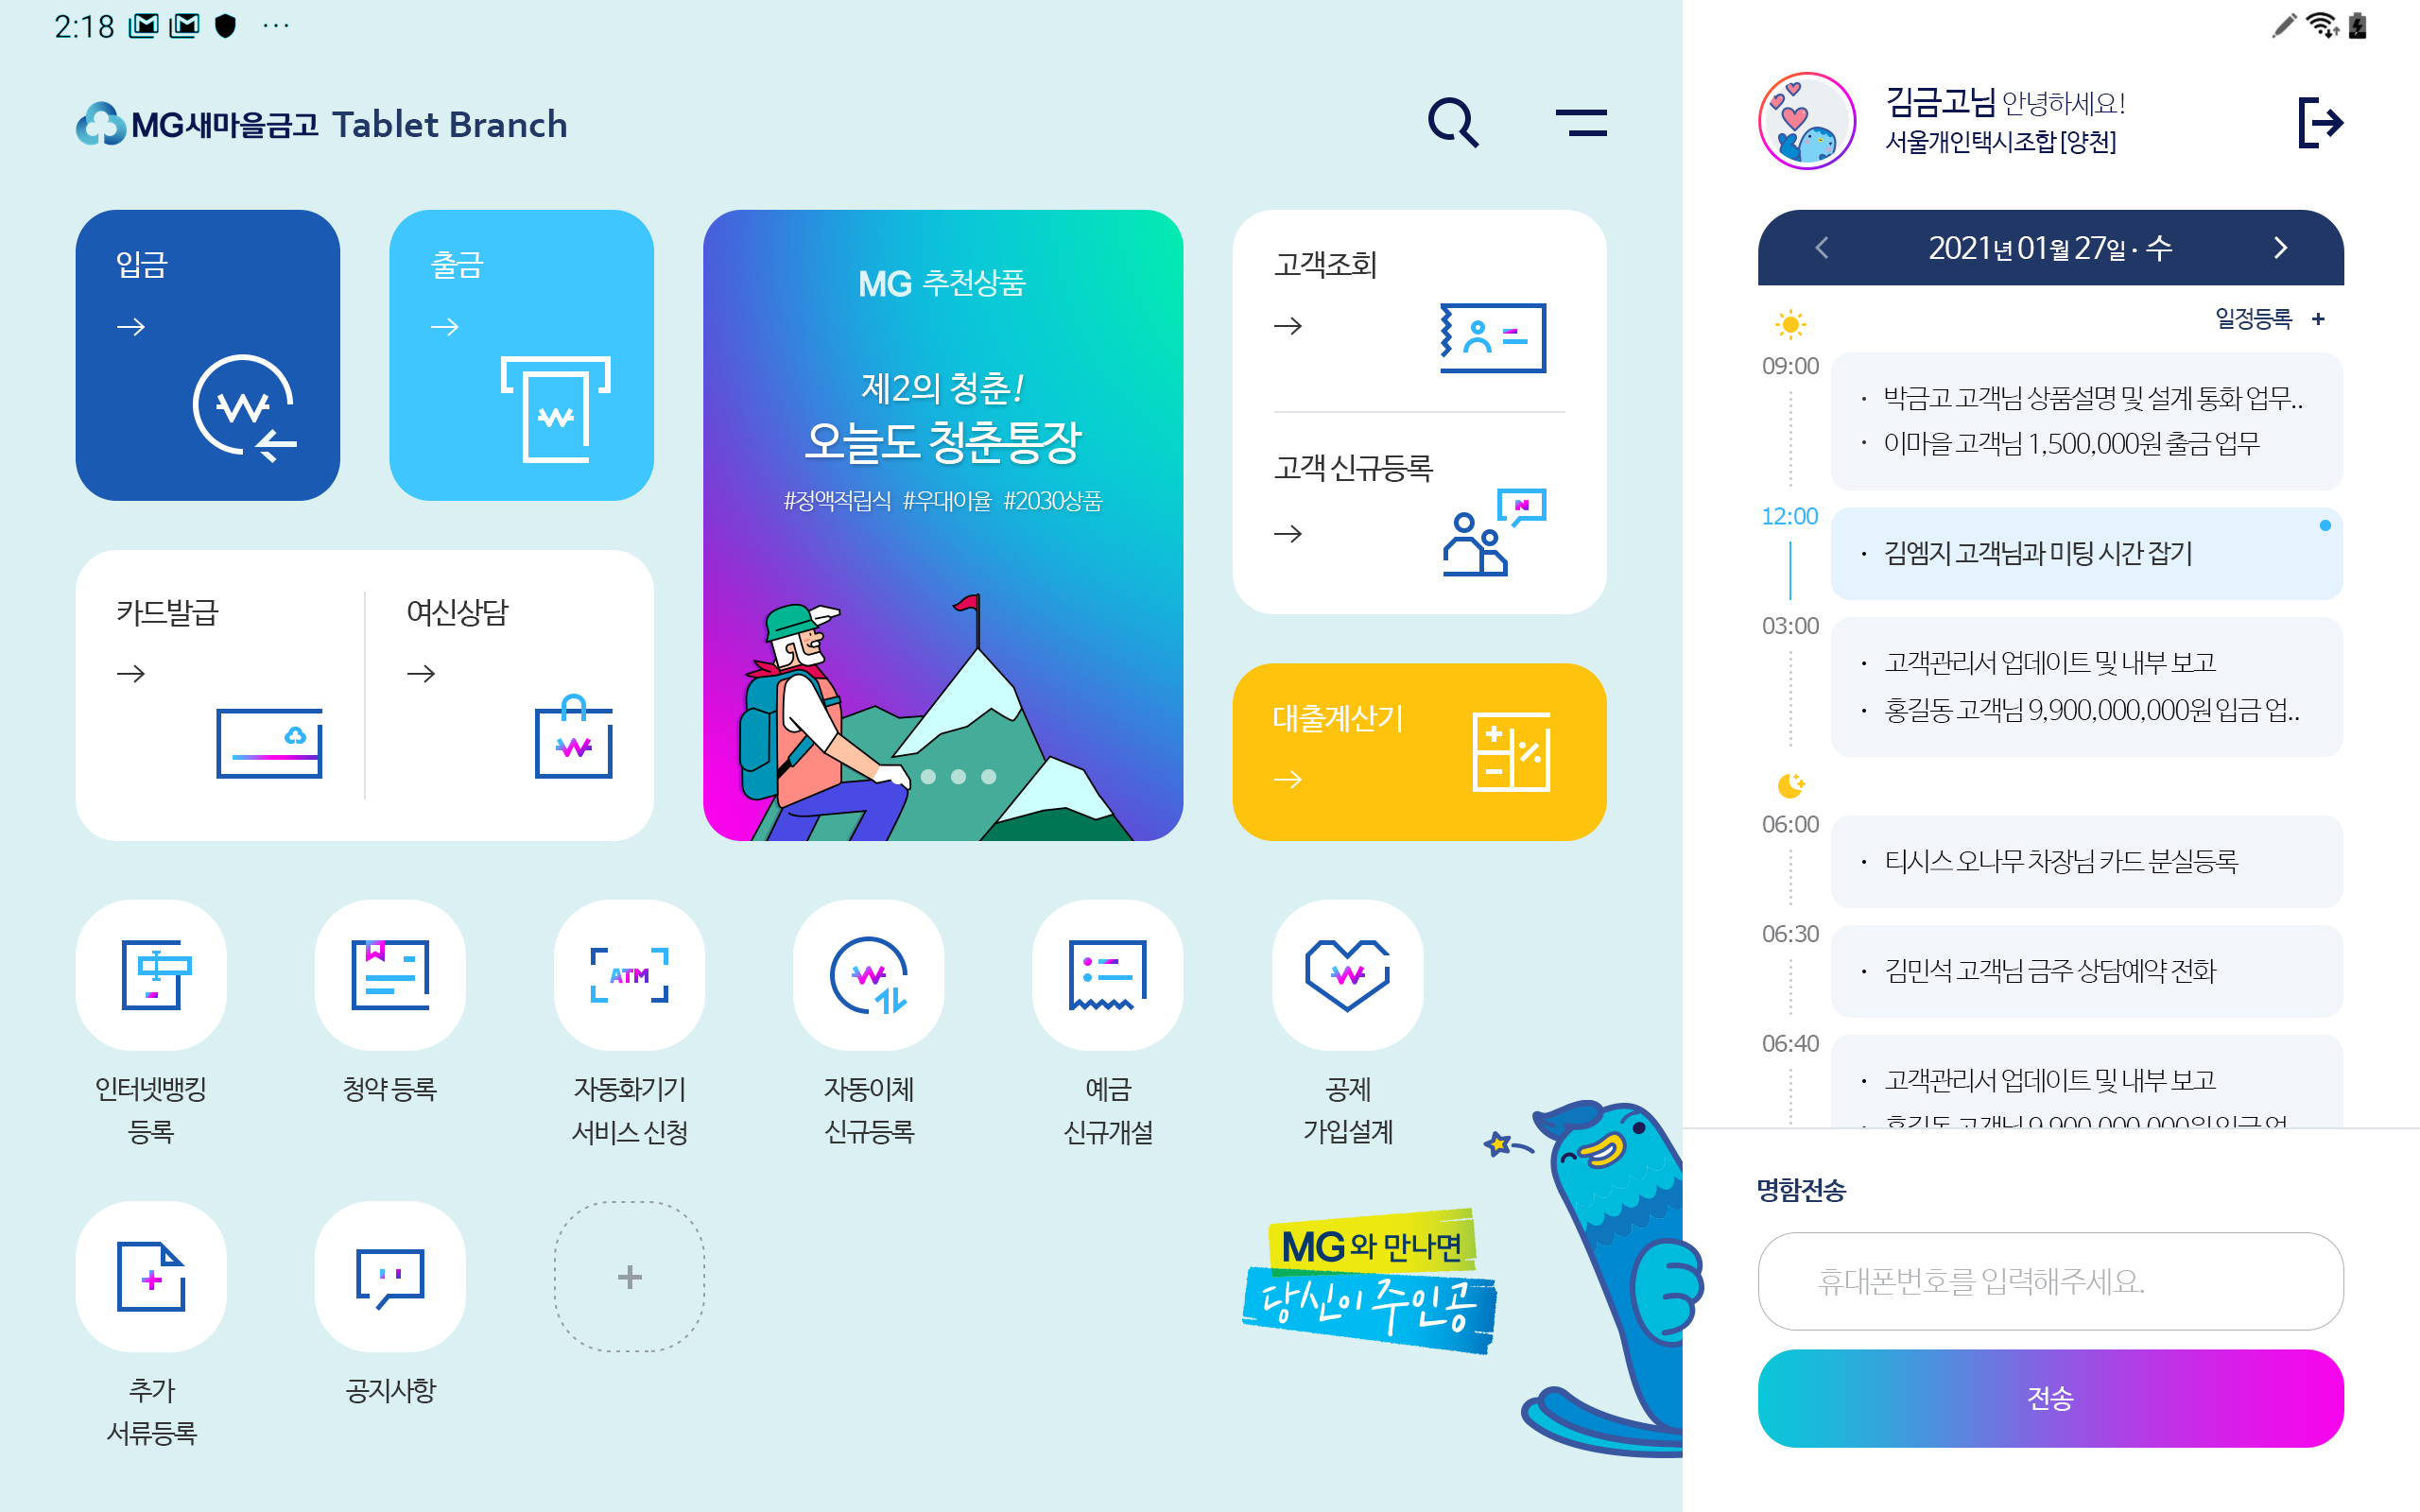 2:18
MG새마을금고 Tablet Branch
입금
출금
카드발급
여신상담
MG 추천상품
제2의 청춘!
오늘도 청춘통장
#정액적립식 #우대이율 #2030상품
고객조회
고객 신규등록
N
대출계산기
인터넷뱅킹
등록
청약 등록
ATM
자동화기기
서비스 신청
자동이체
신규등록
예금
신규개설
공제
가입설계
추가
서류등록
공지사항
+
MG와 만나면
당신이 주인공
김금고님 안녕하세요!
서울개인택시조합 [양천]
2021년 01월 27일 · 수
일정등록 +
09:00
· 박금고 고객님 상품설명 및 설계 통화 업무..
· 이마을 고객님 1,500,000원 출금 업무
12:00
· 김엠지 고객님과 미팅 시간 잡기
03:00
· 고객관리서 업데이트 및 내부 보고
· 홍길동 고객님 9,900,000,000원 입금 업..
06:00
· 티시스 오나무 차장님 카드 분실등록
06:30
· 김민석 고객님 금주 상담예약 전화
06:40
· 고객관리서 업데이트 및 내부 보고
· 홍길동 고객님 9,900,000,000원 입금 업
명함전송
휴대폰번호를 입력해주세요.
전송